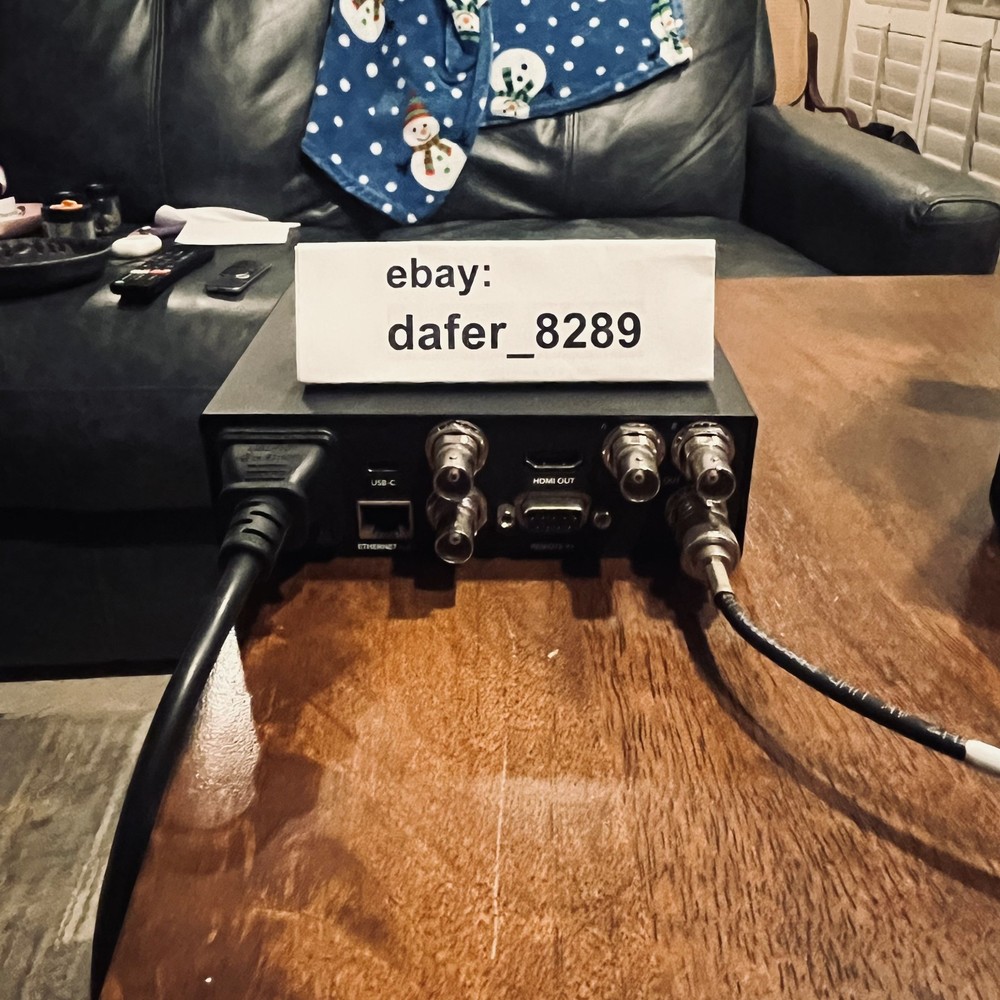 ebay:
dafer_8289
USB-C
HDMI OUT
ETHERNET